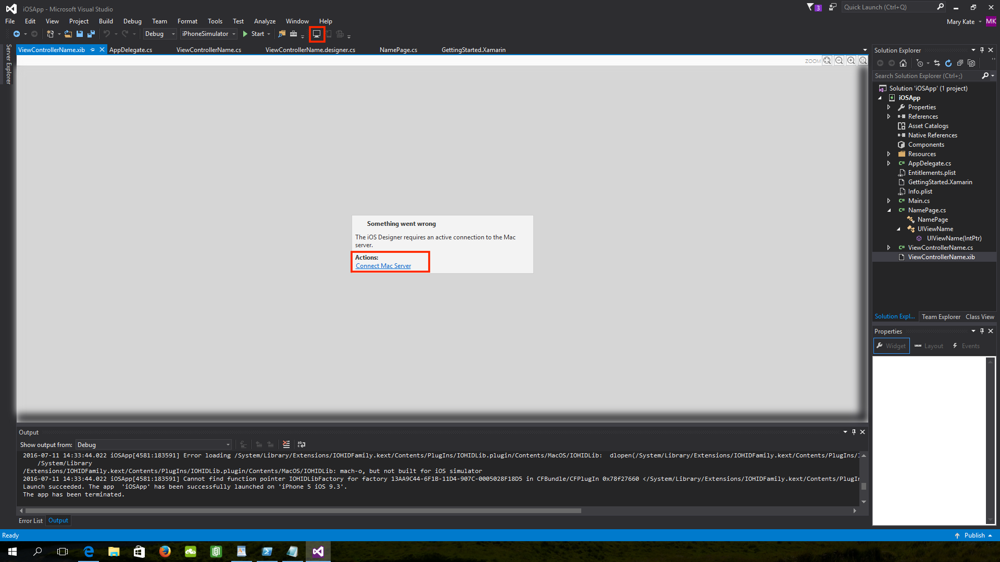 iOSApp - Microsoft Visual Studio
3
Quick Launch (Ctrl+Q)
File Edit View Project Build Debug Team Format Tools Test Analyze Window Help
Mary Kate MK
Debug iPhoneSimulator Start
Server Explorer
ViewControllerName.xib AppDelegate.cs ViewControllerName.cs ViewControllerName.designer.cs NamePage.cs GettingStarted.Xamarin
ZOOM
Something went wrong
The iOS Designer requires an active connection to the Mac
server.
Actions:
Connect Mac Server
Solution Explorer
Search Solution Explorer (Ctrl+;)
Solution 'iOSApp' (1 project)
iOSApp
Properties
References
Asset Catalogs
Native References
Components
Resources
C# AppDelegate.cs
Entitlements.plist
GettingStarted.Xamarin
Info.plist
C# Main.cs
C# NamePage.cs
NamePage
UIViewName
UIViewName(IntPtr)
C# ViewControllerName.cs
ViewControllerName.xib
Solution Expl... Team Explorer Class View
Properties
Widget Layout Events
Output
Show output from: Debug
2016-07-11 14:33:44.022 iOSApp[4581:183591] Error loading /System/Library/Extensions/IOHIDFamily.kext/Contents/PlugIns/IOHIDLib.plugin/Contents/MacOS/IOHIDLib:  dlopen(/System/Library/Extensions/IOHIDFamily.kext/Contents/PlugIns/
/System/Library
/Extensions/IOHIDFamily.kext/Contents/PlugIns/IOHIDLib.plugin/Contents/MacOS/IOHIDLib: mach-o, but not built for iOS simulator
2016-07-11 14:33:44.022 iOSApp[4581:183591] Cannot find function pointer IOHIDLibFactory for factory 13AA9C44-6F1B-11D4-907C-0005028F18D5 in CFBundle/CFPlugIn 0x78f27660 </System/Library/Extensions/IOHIDFamily.kext/Contents/PlugIn
Launch succeeded. The app  'iOSApp' has been successfully launched on 'iPhone 5 iOS 9.3'.
The app has been terminated.
Error List Output
Ready
Publish